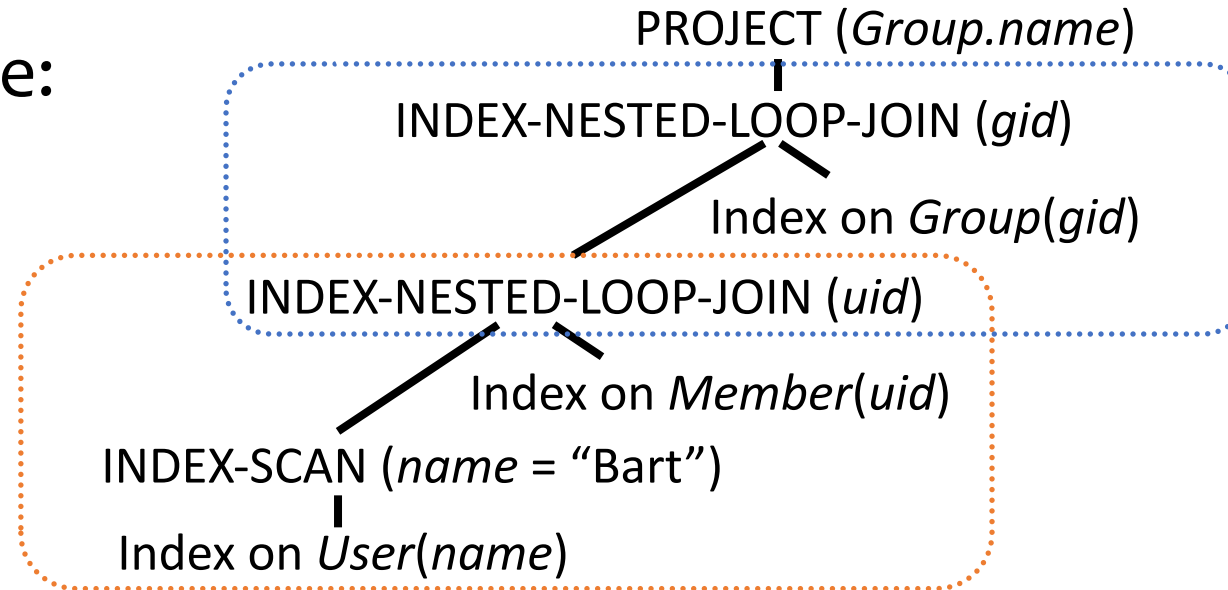 PROJECT (Group.name)
e:
INDEX-NESTED-LOOP-JOIN (gid)
Index on Group(gid)
INDEX-NESTED-LOOP-JOIN (uid)
Index on Member(uid)
INDEX-SCAN (name = “Bart”)
Index on User(name)